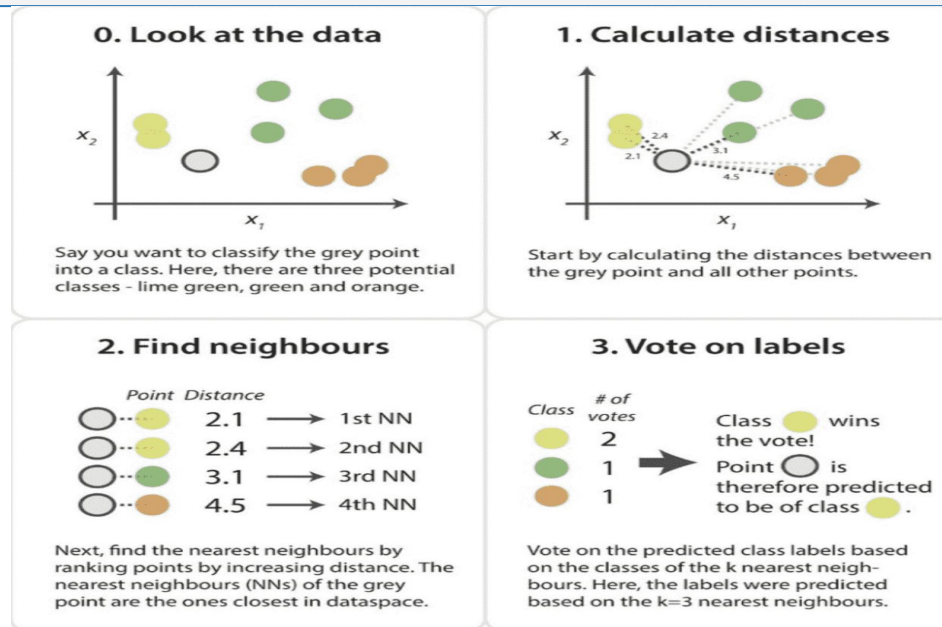 0. Look at the data
x2
x1
Say you want to classify the grey point
into a class. Here, there are three potential
classes - lime green, green and orange.
1. Calculate distances
x2
2.4
2.1
3.1
4.5
x1
Start by calculating the distances between
the grey point and all other points.
2. Find neighbours
Point Distance
2.1 1st NN
2.4 2nd NN
3.1 3rd NN
4.5 4th NN
Next, find the nearest neighbours by
ranking points by increasing distance. The
nearest neighbours (NNs) of the grey
point are the ones closest in dataspace.
3. Vote on labels
Class # of
votes
2
1
1
Class wins
the vote!
Point is
therefore predicted
to be of class .
Vote on the predicted class labels based
on the classes of the k nearest neigh-
bours. Here, the labels were predicted
based on the k=3 nearest neighbours.